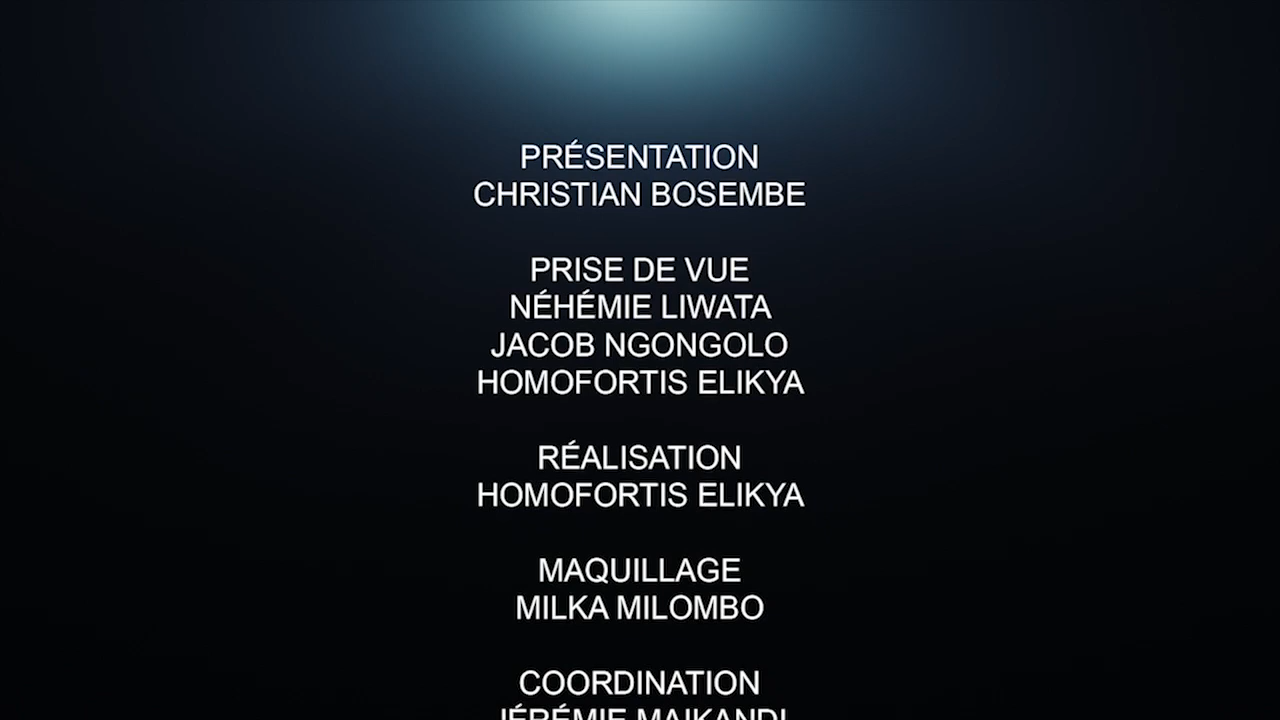 PRÉSENTATION
CHRISTIAN BOSEMBE
PRISE DE VUE
NÉHÉMIE LIWATA
JACOB NGONGOLO
HOMOFORTIS ELIKYA
RÉALISATION
HOMOFORTIS ELIKYA
MAQUILLAGE
MILKA MILOMBO
COORDINATION
JÉRÉMIE